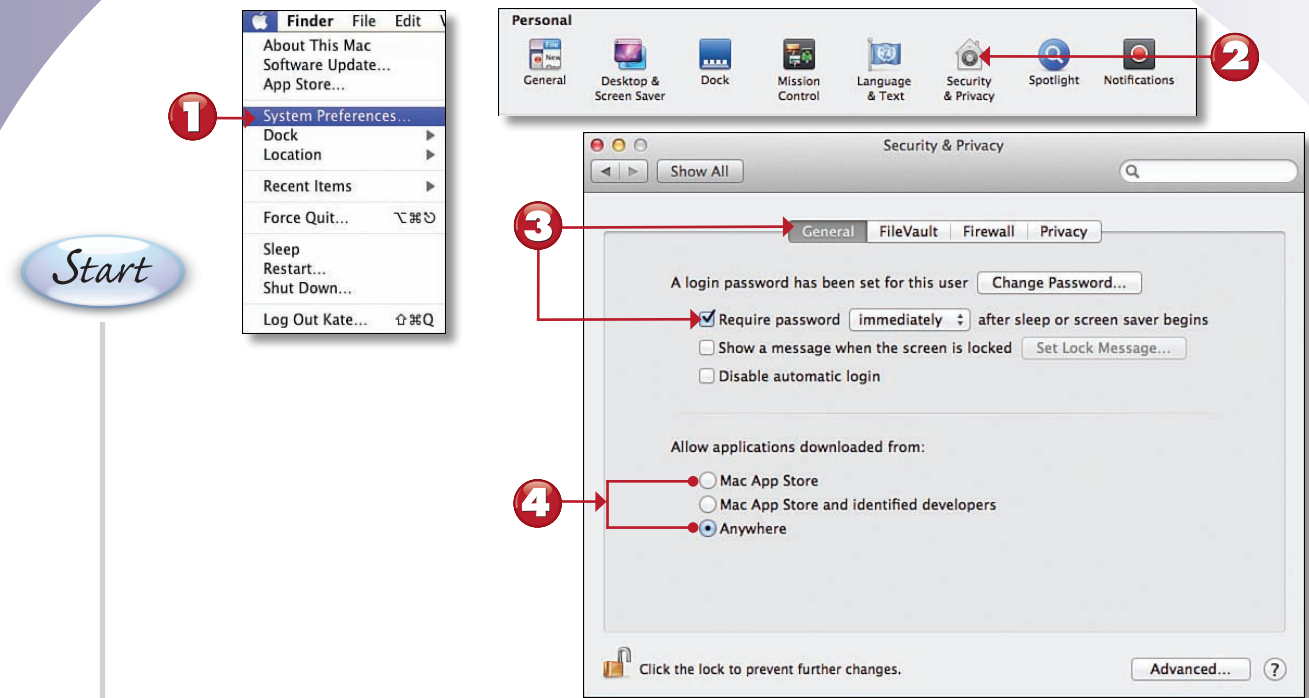 Finder File Edit
About This Mac
Software Update...
App Store...
System Preferences...
Dock
Location
Recent Items
Force Quit... ⌥⌘⎋
Sleep
Restart...
Shut Down...
Log Out Kate... ⇧⌘Q
1
Personal
File
New
One
General
Desktop &
Screen Saver
Dock
Mission
Control
Language
& Text
Security
& Privacy
Spotlight
Notifications
2
Security & Privacy
Show All
3
General FileVault Firewall Privacy
Start
A login password has been set for this user Change Password...
Require password immediately after sleep or screen saver begins
Show a message when the screen is locked Set Lock Message...
Disable automatic login
Allow applications downloaded from:
Mac App Store
4
Mac App Store and identified developers
Anywhere
Click the lock to prevent further changes. Advanced... ?